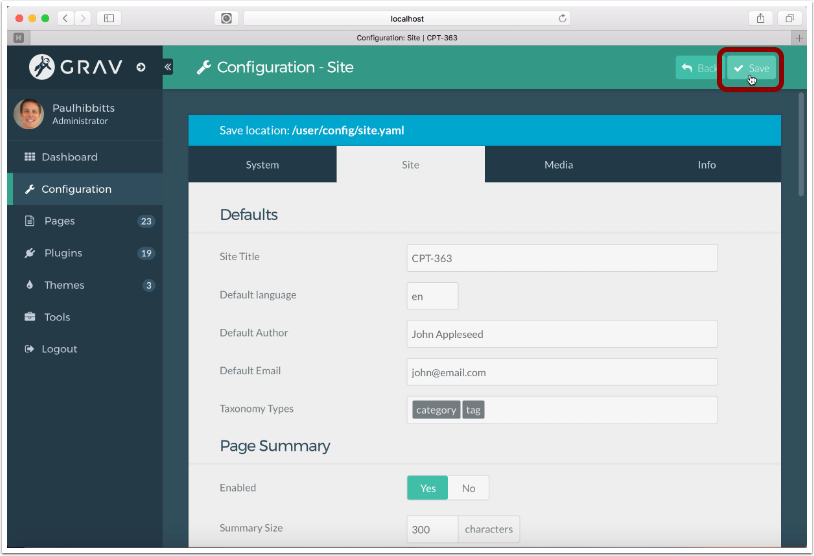 localhost
H
Configuration: Site | CPT-363
GRAV
Configuration - Site
Back
Save
Paulhibbitts
Administrator
Dashboard
Configuration
Pages 23
Plugins 19
Themes 3
Tools
Logout
Save location: /user/config/site.yaml
System Site Media Info
Defaults
Site Title CPT-363
Default language en
Default Author John Appleseed
Default Email john@email.com
Taxonomy Types category tag
Page Summary
Enabled Yes No
Summary Size 300 characters